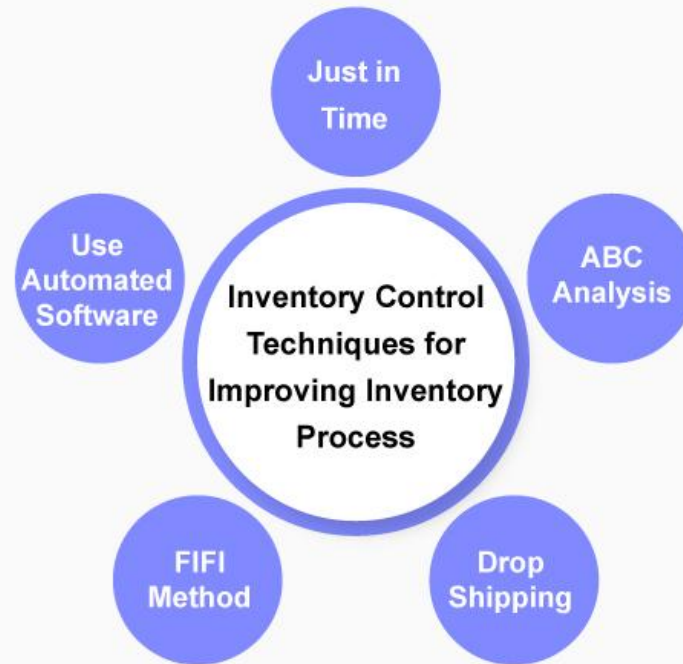 Just in
Time
Use
Automated
Software
ABC
Analysis
Inventory Control
Techniques for
Improving Inventory
Process
FIFI
Method
Drop
Shipping